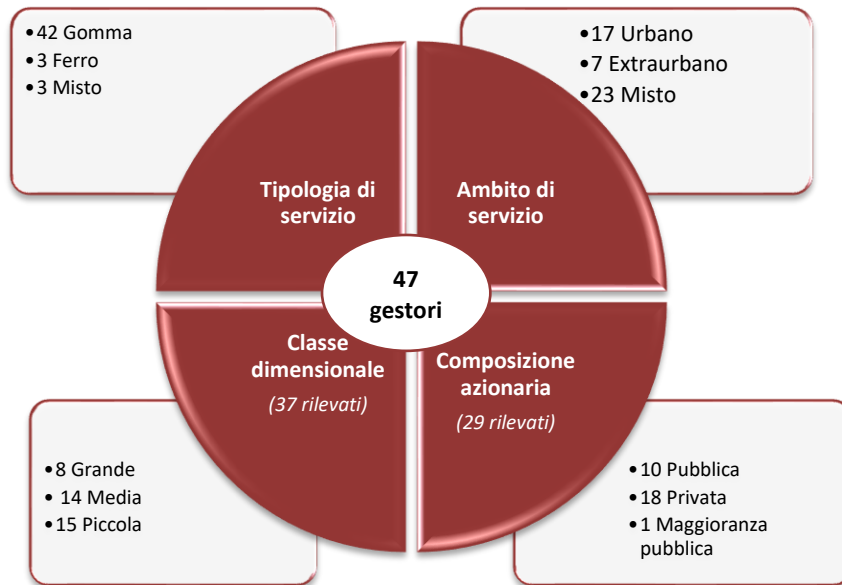 •42 Gomma
•3 Ferro
•3 Misto
•17 Urbano
•7 Extraurbano
•23 Misto
Tipologia di
servizio
Ambito di
servizio
47
gestori
Classe
dimensionale
(37 rilevati)
Composizione
azionaria
(29 rilevati)
•8 Grande
• 14 Media
•15 Piccola
•10 Pubblica
•18 Privata
•1 Maggioranza
pubblica